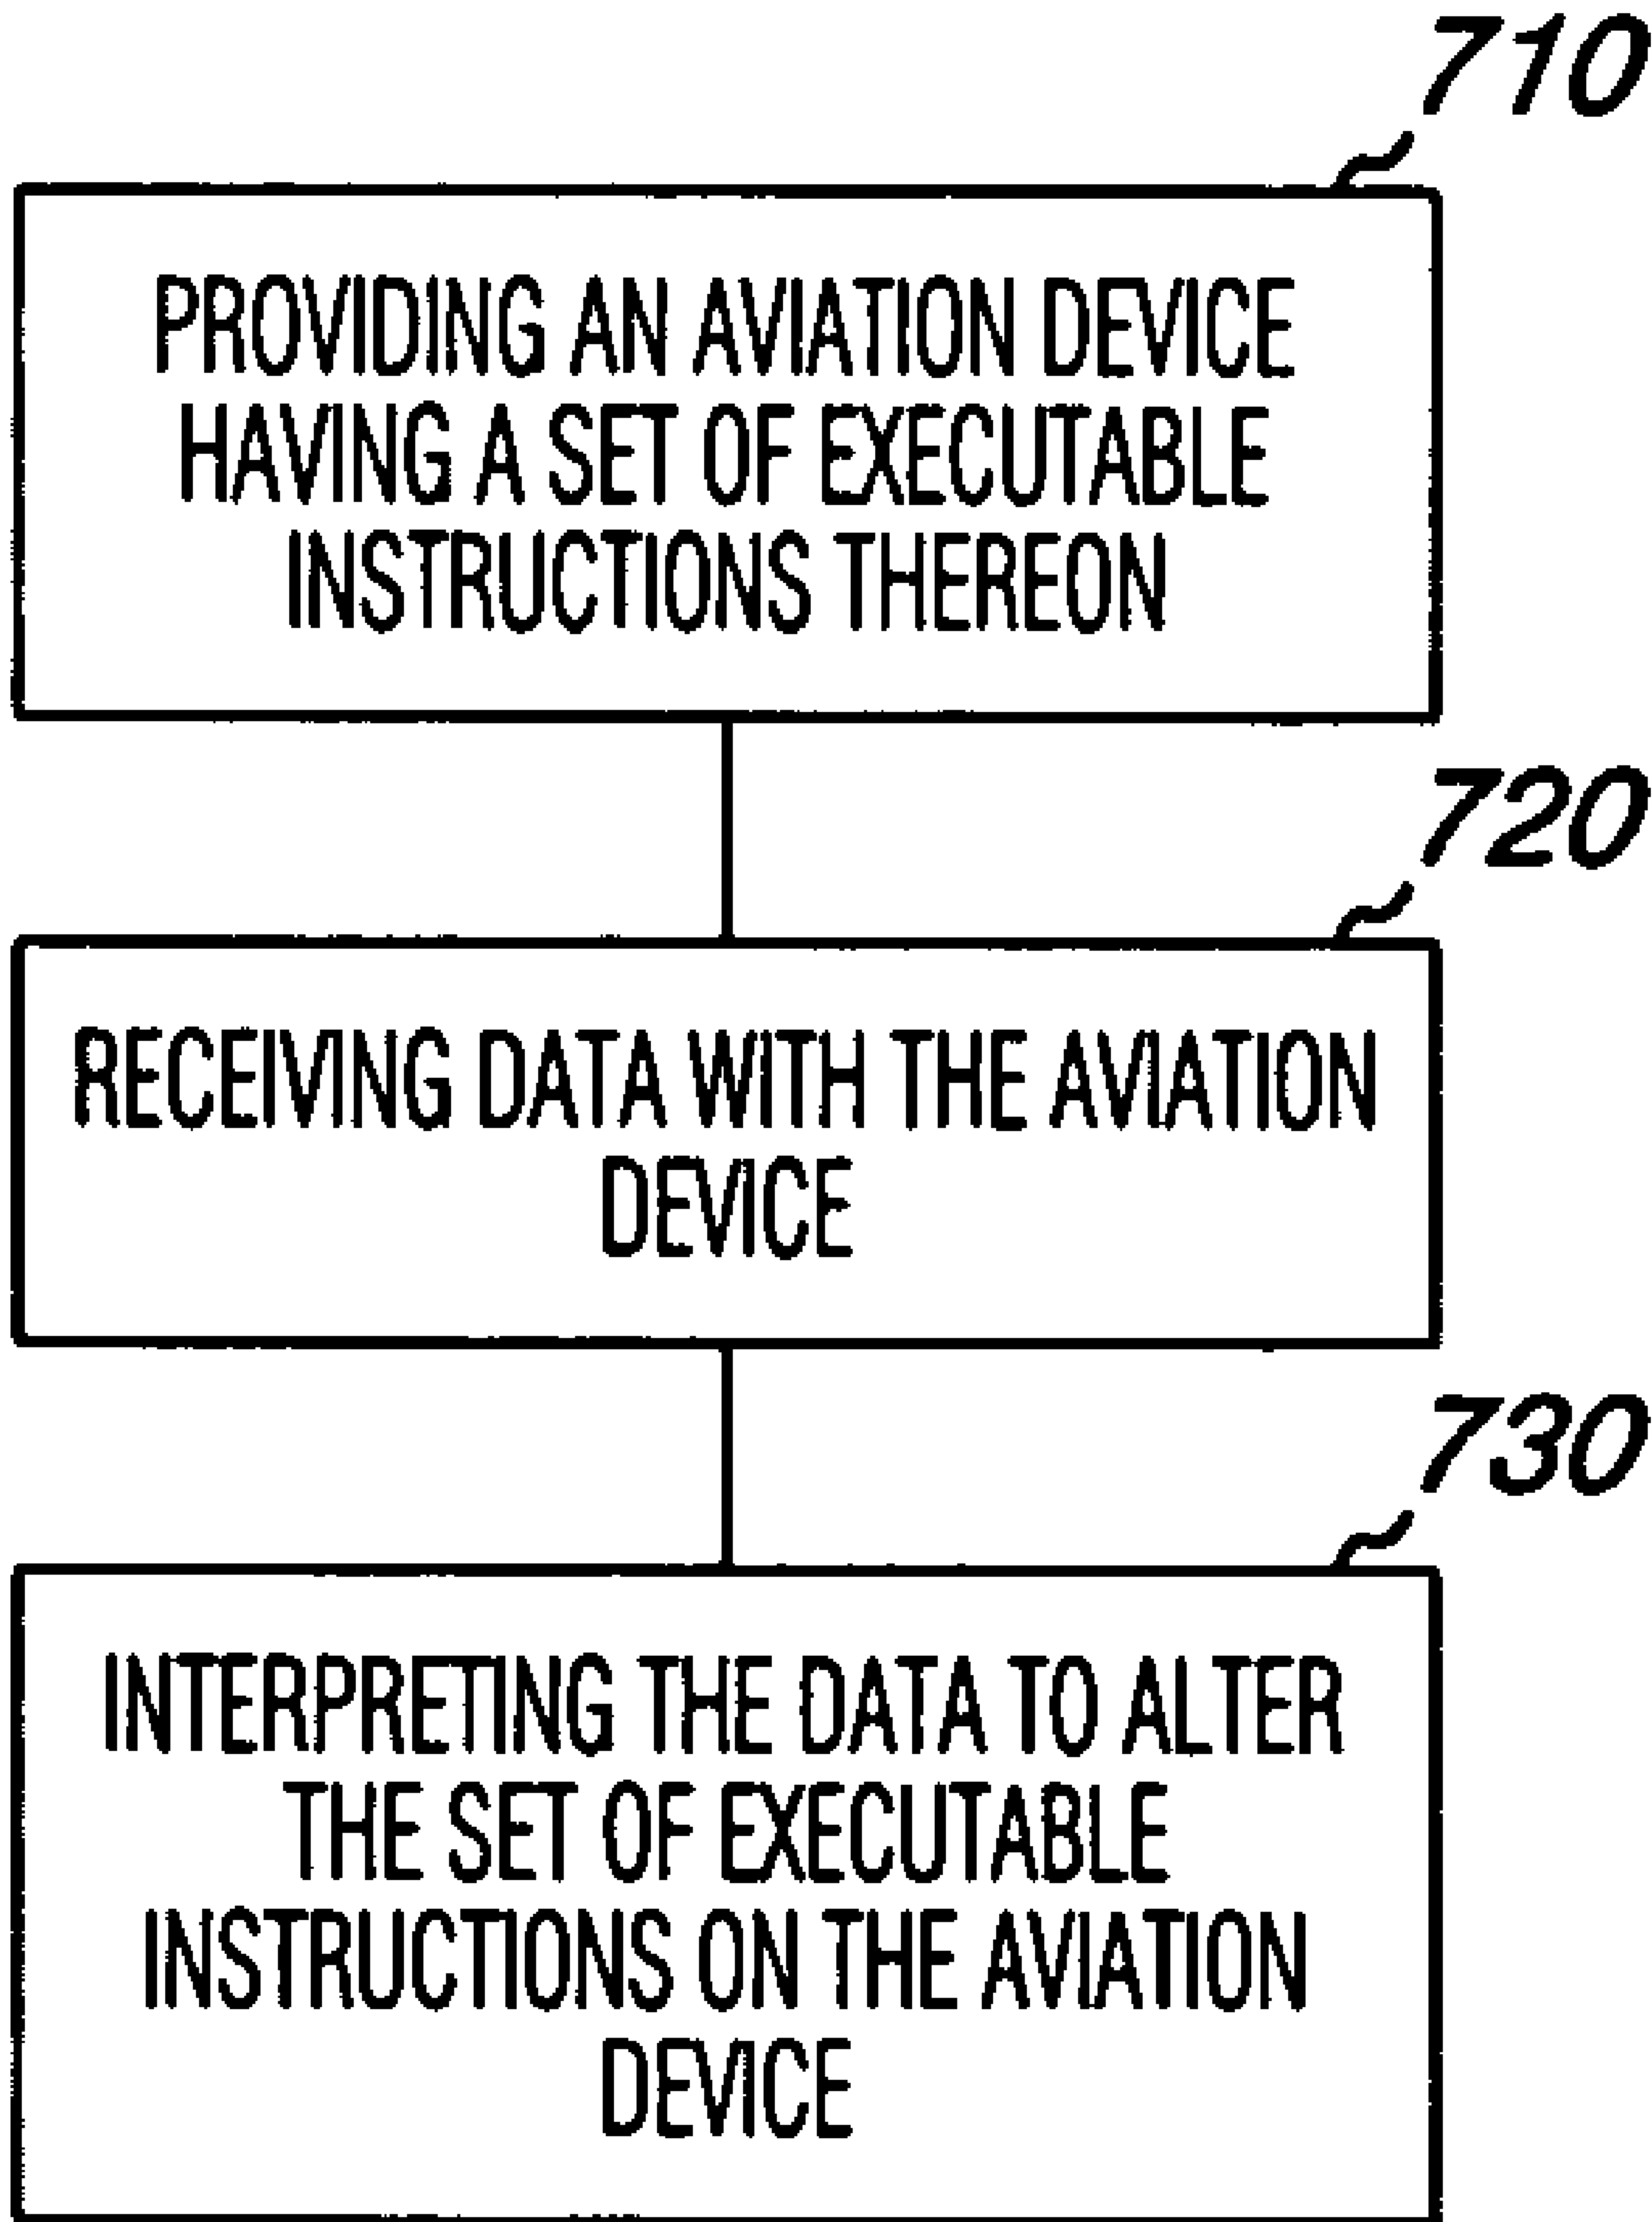 710
PROVIDING AN AVIATION DEVICE
HAVING A SET OF EXECUTABLE
INSTRUCTIONS THEREON
720
RECEIVING DATA WITH THE AVIATION
DEVICE
730
INTERPRETING THE DATA TO ALTER
THE SET OF EXECUTABLE
INSTRUCTIONS ON THE AVIATION
DEVICE